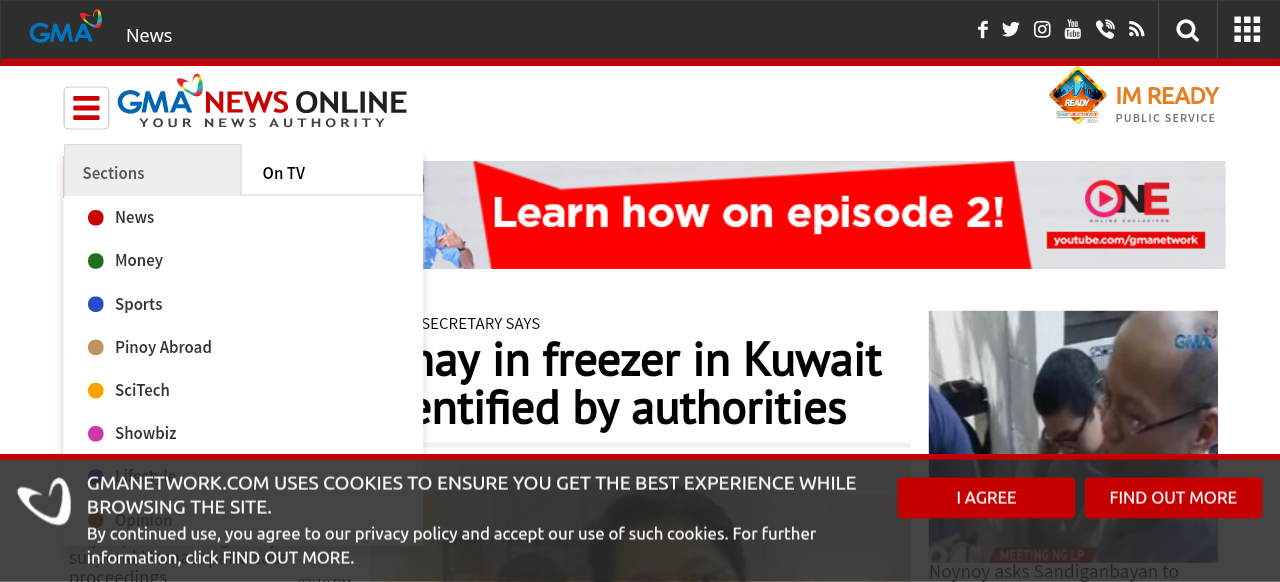 GMA News
GMA NEWS ONLINE
YOUR NEWS AUTHORITY
READY
IM READY
PUBLIC SERVICE
Sections
On TV
News
Money
Sports
Pinoy Abroad
SciTech
Showbiz
Lifestyle
Opinion
Learn how on episode 2!
ONE
ONLINE EXCLUSIVES
youtube.com/gmanetwork
SECRETARY SAYS
nay in freezer in Kuwait
entified by authorities
GMA
MEETING NG LP
Noynoy asks Sandiganbayan to
proceedings
GMANETWORK.COM USES COOKIES TO ENSURE YOU GET THE BEST EXPERIENCE WHILE
BROWSING THE SITE.
By continued use, you agree to our privacy policy and accept our use of such cookies. For further
information, click FIND OUT MORE.
I AGREE
FIND OUT MORE